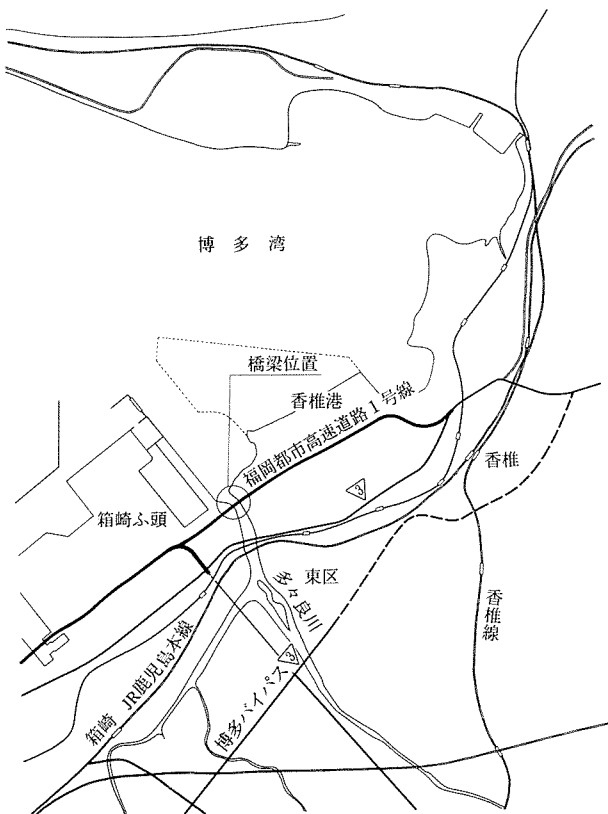 博多湾
橋梁位置
香椎港
福岡都市高速道路1号線
3
香椎
箱崎ふ頭
東区
多々良川
香椎線
3
博多バイパス
箱崎 JR鹿児島本線